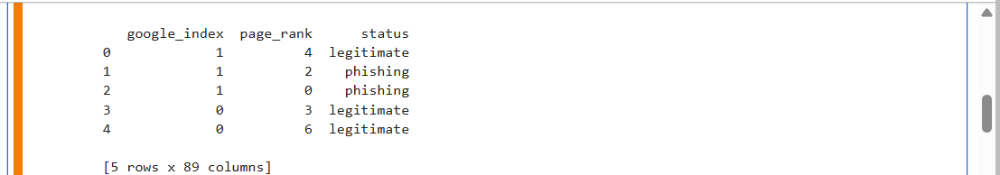 google_index page_rank status
0 1 4 legitimate
1 1 2 phishing
2 1 0 phishing
3 0 3 legitimate
4 0 6 legitimate
[5 rows x 89 columns]